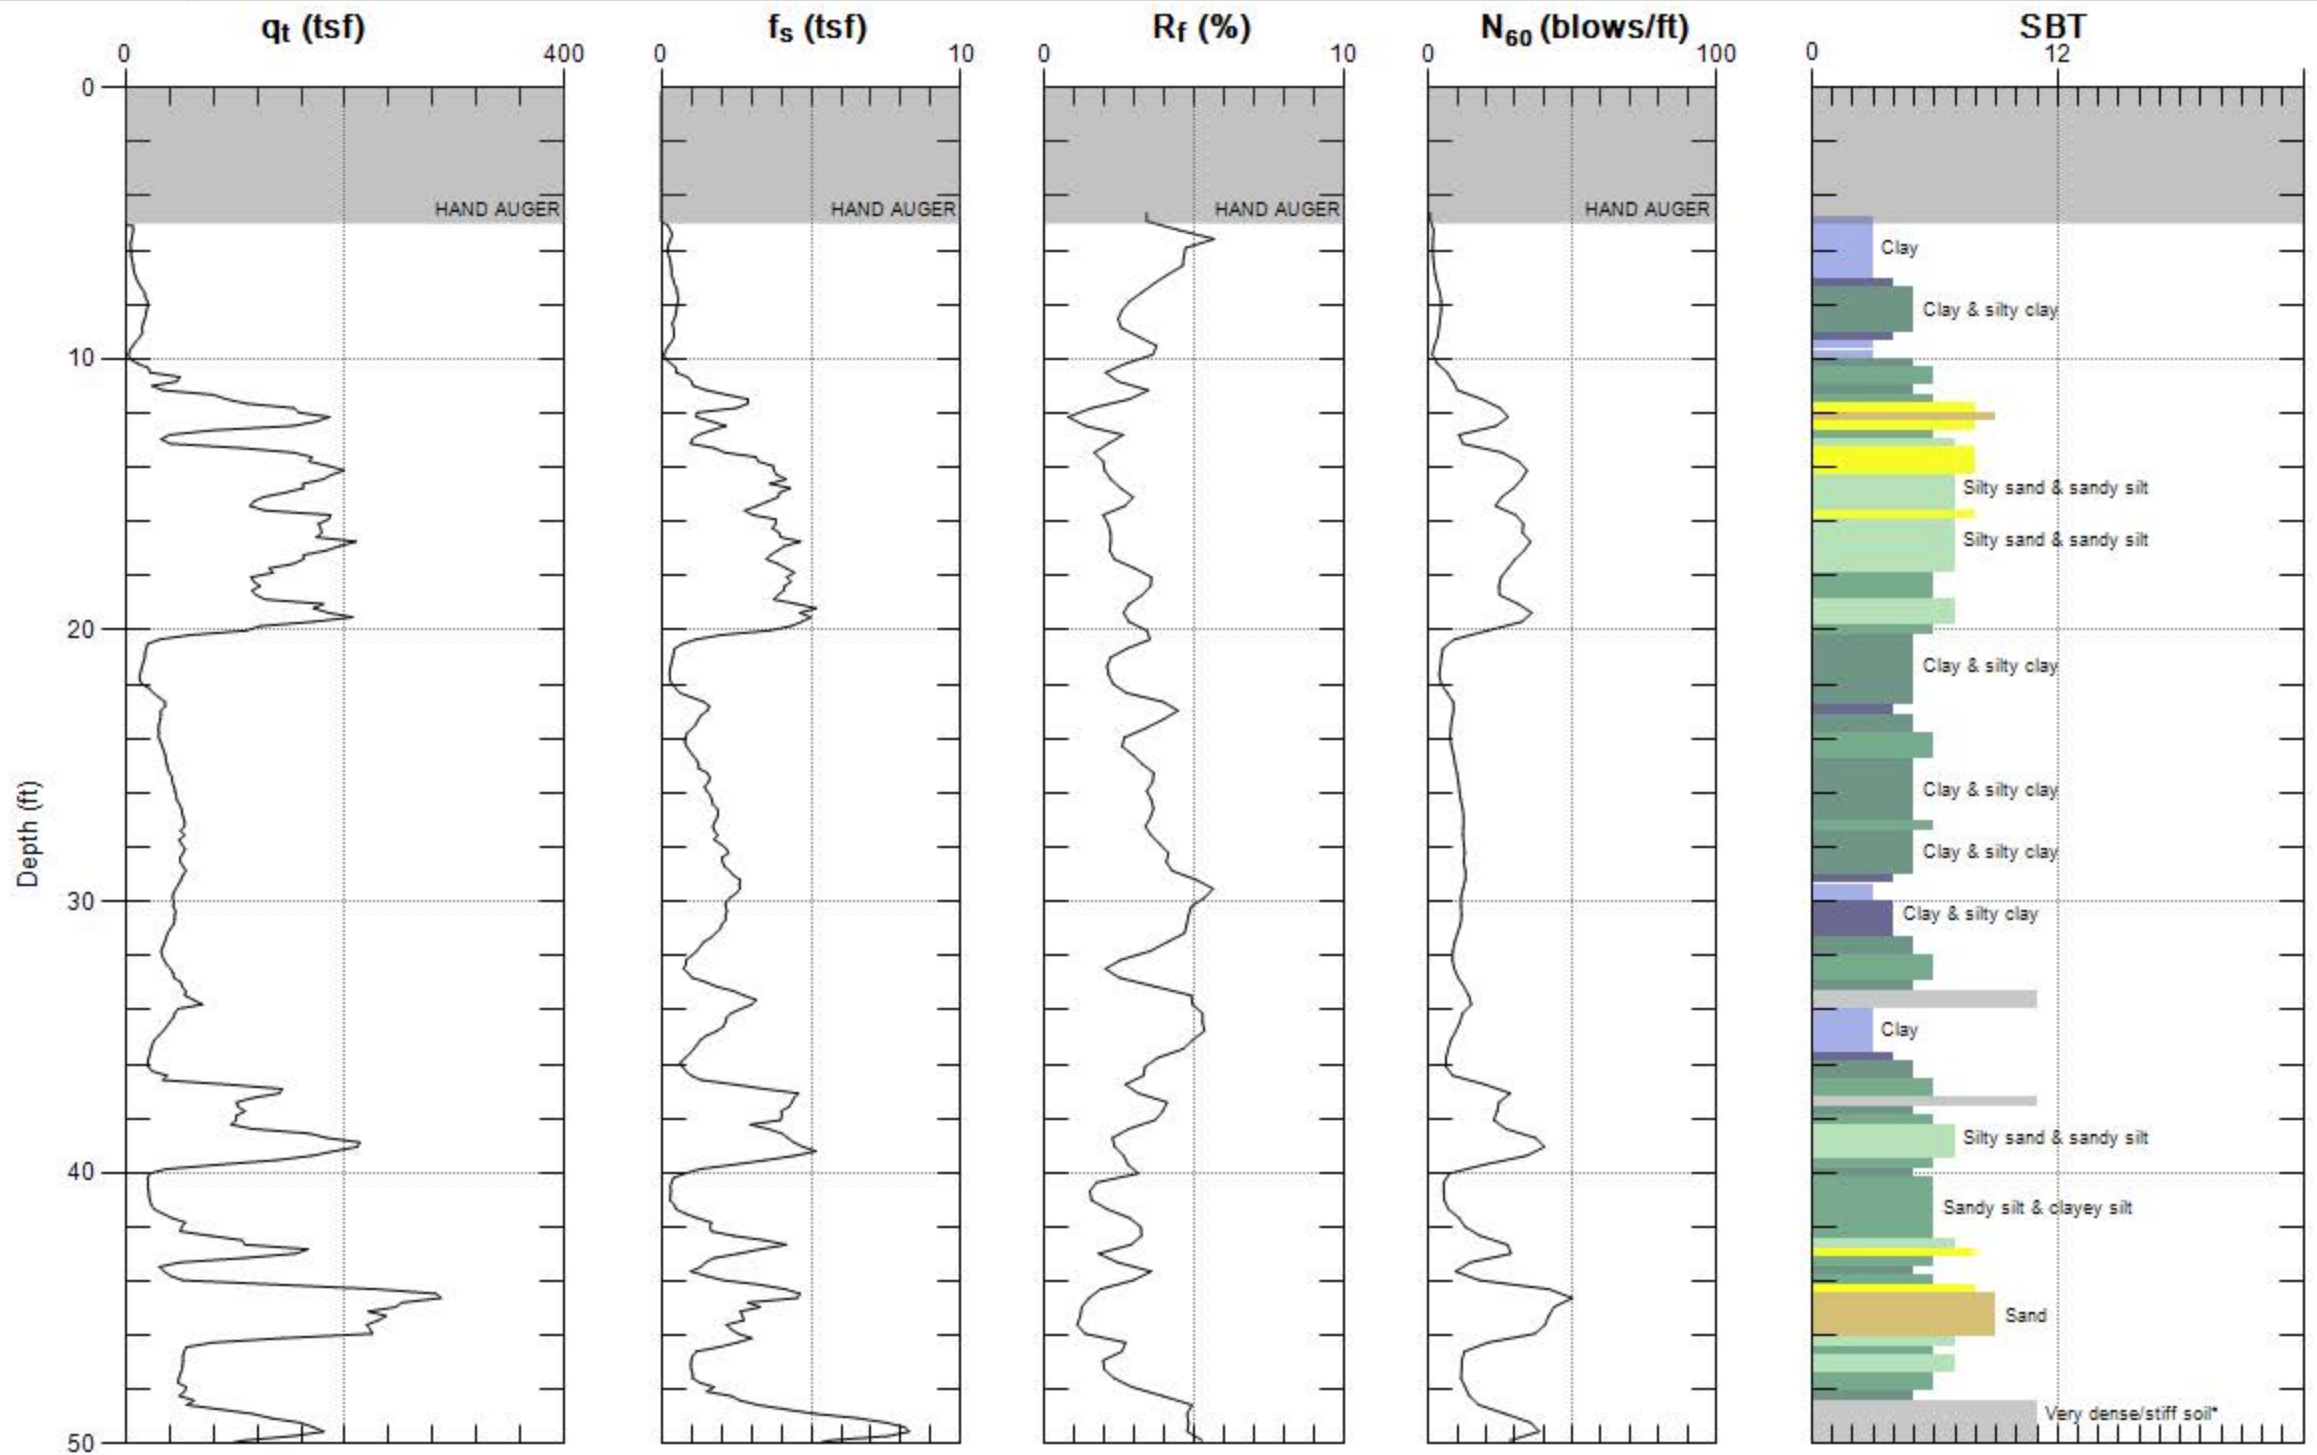 qt (tsf) fs (tsf) Rf (%) N60 (blows/ft) SBT
0 400 0 10 0 10 0 100 0 12
0
HAND AUGER HAND AUGER HAND AUGER HAND AUGER
Clay
Clay & silty clay
10
Silty sand & sandy silt
Silty sand & sandy silt
20
Clay & silty clay
Clay & silty clay
Depth (ft)
Clay & silty clay
30
Clay & silty clay
Clay
Silty sand & sandy silt
40
Sandy silt & clayey silt
Sand
Very dense/stiff soil*
50